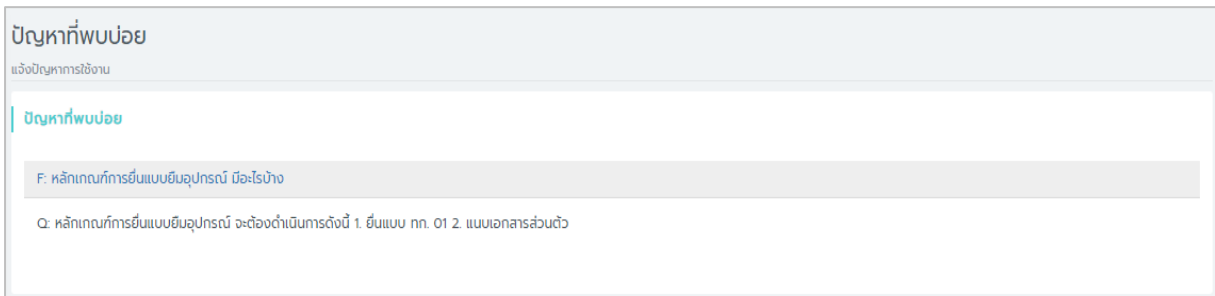 ปัญหาที่พบบ่อย
แจ้งปัญหาการใช้งาน
ปัญหาที่พบบ่อย
F: หลักเกณฑ์การยื่นแบบยืมอุปกรณ์ มีอะไรบ้าง
Q: หลักเกณฑ์การยื่นแบบยืมอุปกรณ์ จะต้องดำเนินการดังนี้ 1. ยื่นแบบ ทก. 01 2. แนบเอกสารส่วนตัว